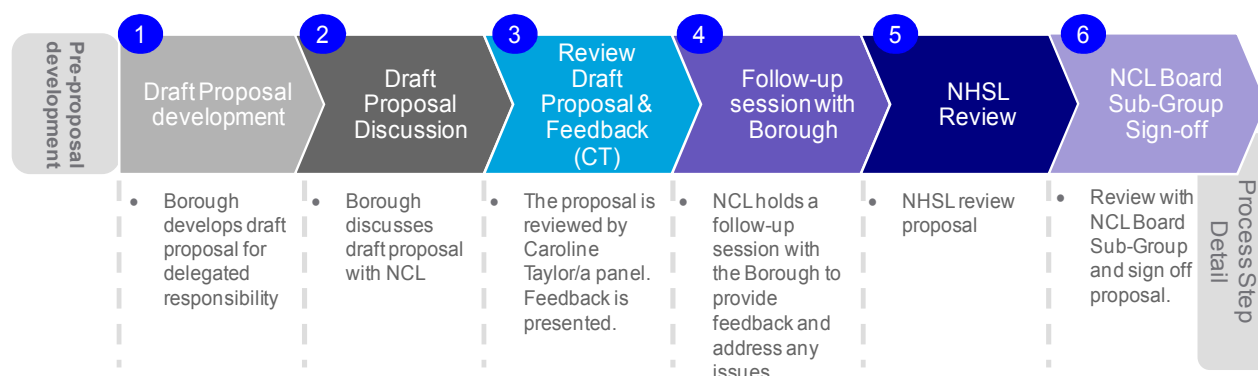 Pre-proposal
development
1
Draft Proposal
development
2
Draft
Proposal
Discussion
3
Review
Draft
Proposal &
Feedback
(CT)
4
Follow-up
session with
Borough
5
NHSL
Review
6
NCL Board
Sub-Group
Sign-off
• Borough
develops draft
proposal for
delegated
responsibility
• Borough
discusses
draft proposal
with NCL
• The proposal is
reviewed by
Caroline
Taylor/a panel.
Feedback is
presented.
• NCL holds a
follow-up
session with
the Borough to
provide
feedback and
address any
issues
• NHSL review
proposal
• Review with
NCL Board
Sub-Group
and sign off
proposal.
Process Step
Detail